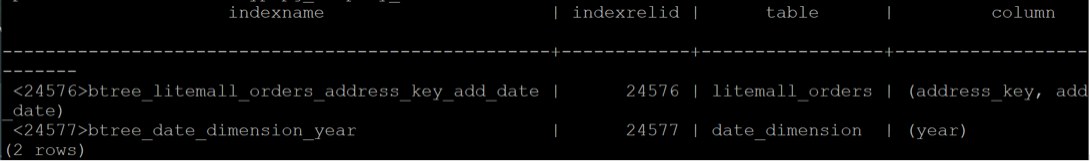 indexname | indexrelid | table | column
-----------------------------------------------------+------------+----------------+--------------------
-------
<24576>btree_litemall_orders_address_key_add_date | 24576 | litemall_orders | (address_key, add
_date)
<24577>btree_date_dimension_year | 24577 | date_dimension | (year)
(2 rows)